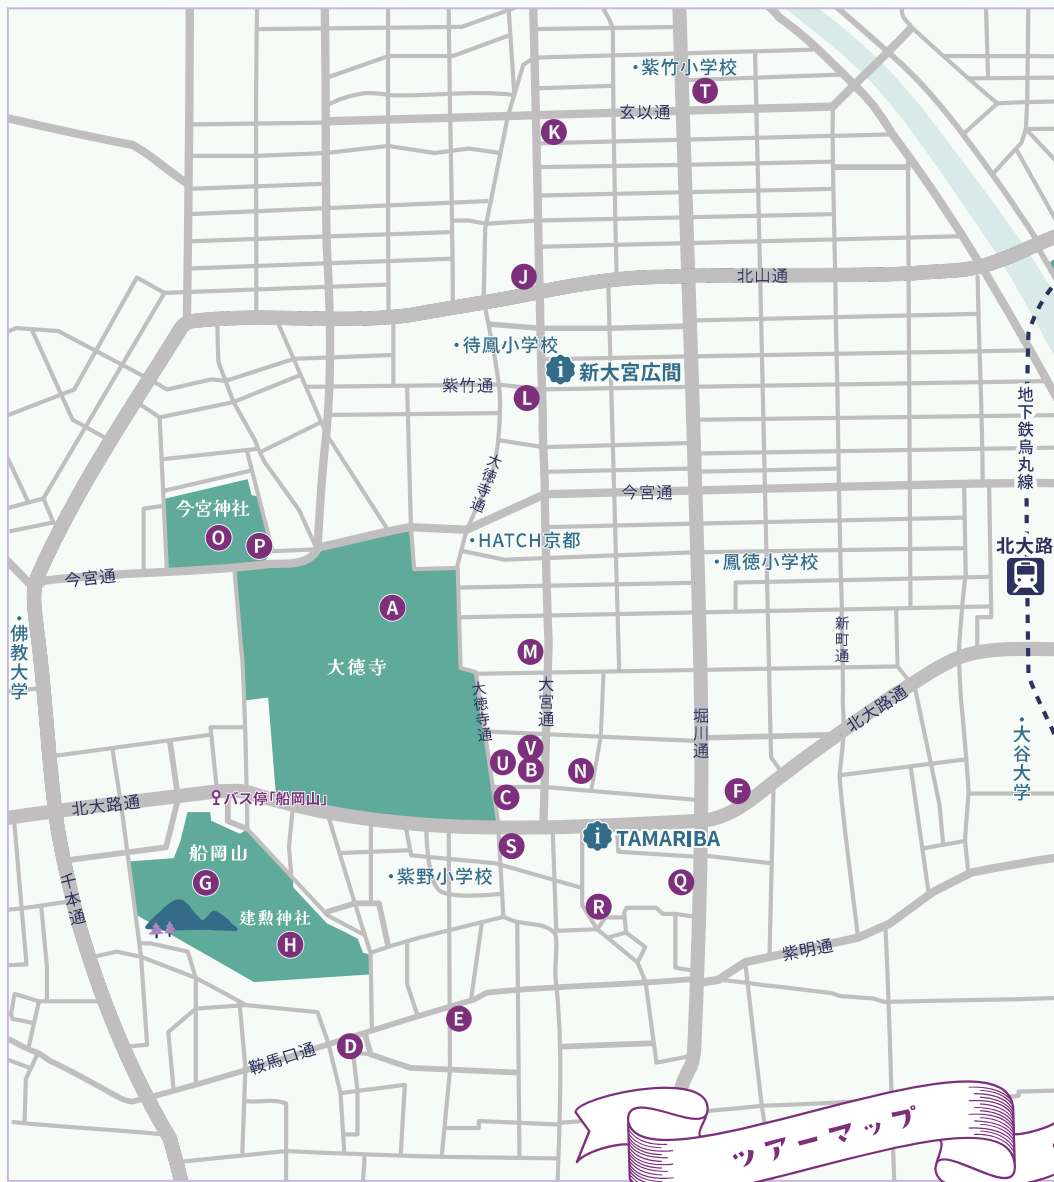 紫竹小学校
T
玄以通
K
北山通
J
待鳳小学校
i
新大宮広間
紫竹通
L
地下鉄烏丸線
大徳寺通
今宮通
今宮神社
O
P
HATCH京都
北大路
鳳徳小学校
今宮通
A
佛教大学
新町通
M
大徳寺
大徳寺通
大宮通
堀川通
北大路通
大谷大学
V
U
B
N
C
F
バス停「船岡山」
北大路通
i
TAMARIBA
S
船岡山
G
紫野小学校
Q
千本通
R
建勲神社
H
紫明通
E
D
鞍馬口通
ツアーマップ